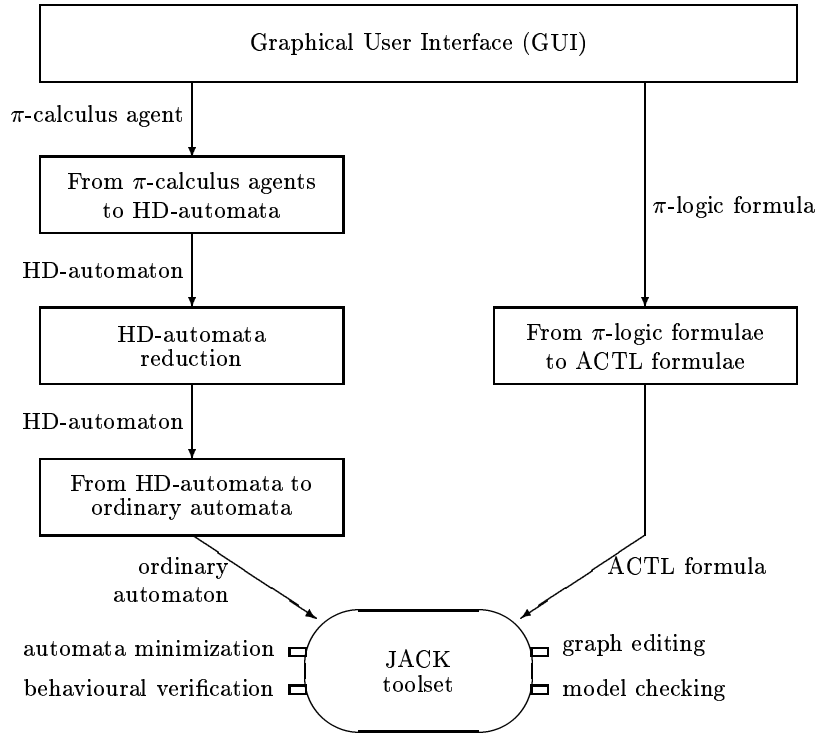 Graphical User Interface (GUI)
π-calculus agent
From π-calculus agents
to HD-automata
π-logic formula
HD-automaton
HD-automata
reduction
From π-logic formulae
to ACTL formulae
HD-automaton
From HD-automata to
ordinary automata
ordinary
automaton
ACTL formula
automata minimization
behavioural verification
JACK
toolset
graph editing
model checking